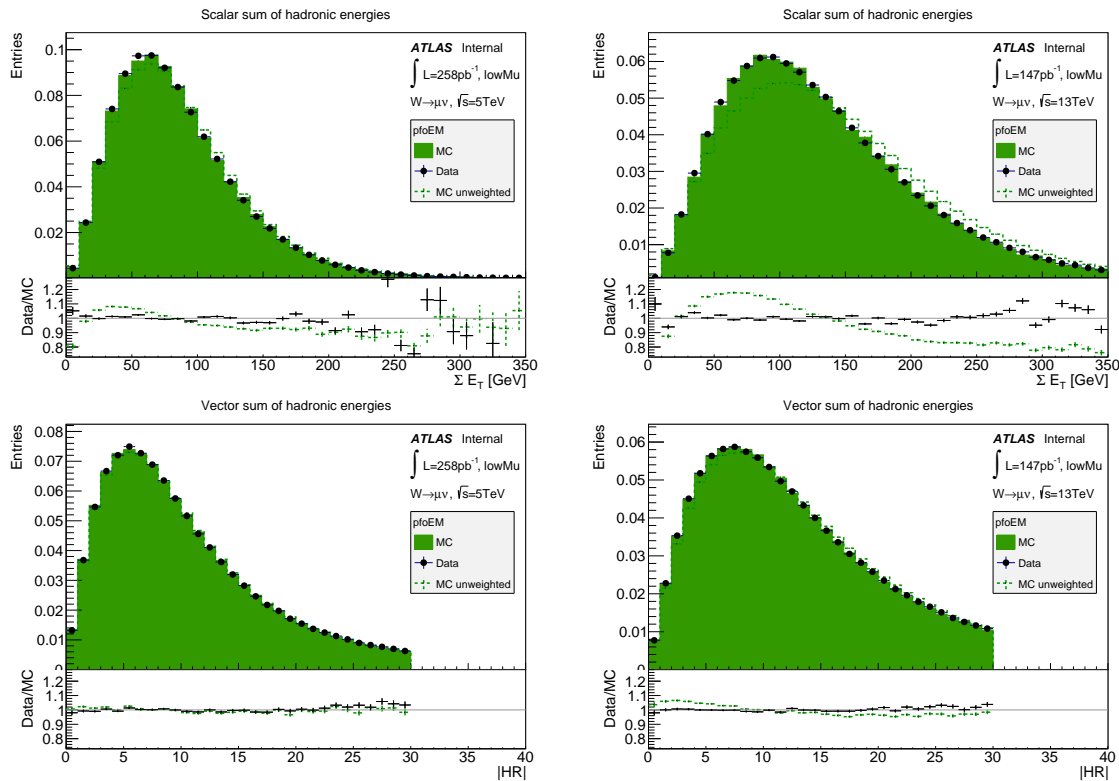 Scalar sum of hadronic energies
Entries
0.1
0.08
0.06
0.04
0.02
ATLAS Internal
∫ L=258pb⁻¹, lowMu
W→μν, √s=5TeV
pfoEM
MC
Data
MC unweighted
Data/MC
1.2
1.1
1
0.9
0.8
0 50 100 150 200 250 300 350
Σ E_T [GeV]
Scalar sum of hadronic energies
Entries
0.06
0.05
0.04
0.03
0.02
0.01
ATLAS Internal
∫ L=147pb⁻¹, lowMu
W→μν, √s=13TeV
pfoEM
MC
Data
MC unweighted
Data/MC
1.2
1.1
1
0.9
0.8
0 50 100 150 200 250 300 350
Σ E_T [GeV]
Vector sum of hadronic energies
Entries
0.08
0.07
0.06
0.05
0.04
0.03
0.02
0.01
0
ATLAS Internal
∫ L=258pb⁻¹, lowMu
W→μν, √s=5TeV
pfoEM
MC
Data
MC unweighted
Data/MC
1.2
1.1
1
0.9
0.8
0 5 10 15 20 25 30 35 40
|HR|
Vector sum of hadronic energies
Entries
0.06
0.05
0.04
0.03
0.02
0.01
0
ATLAS Internal
∫ L=147pb⁻¹, lowMu
W→μν, √s=13TeV
pfoEM
MC
Data
MC unweighted
Data/MC
1.2
1.1
1
0.9
0.8
0 5 10 15 20 25 30 35 40
|HR|